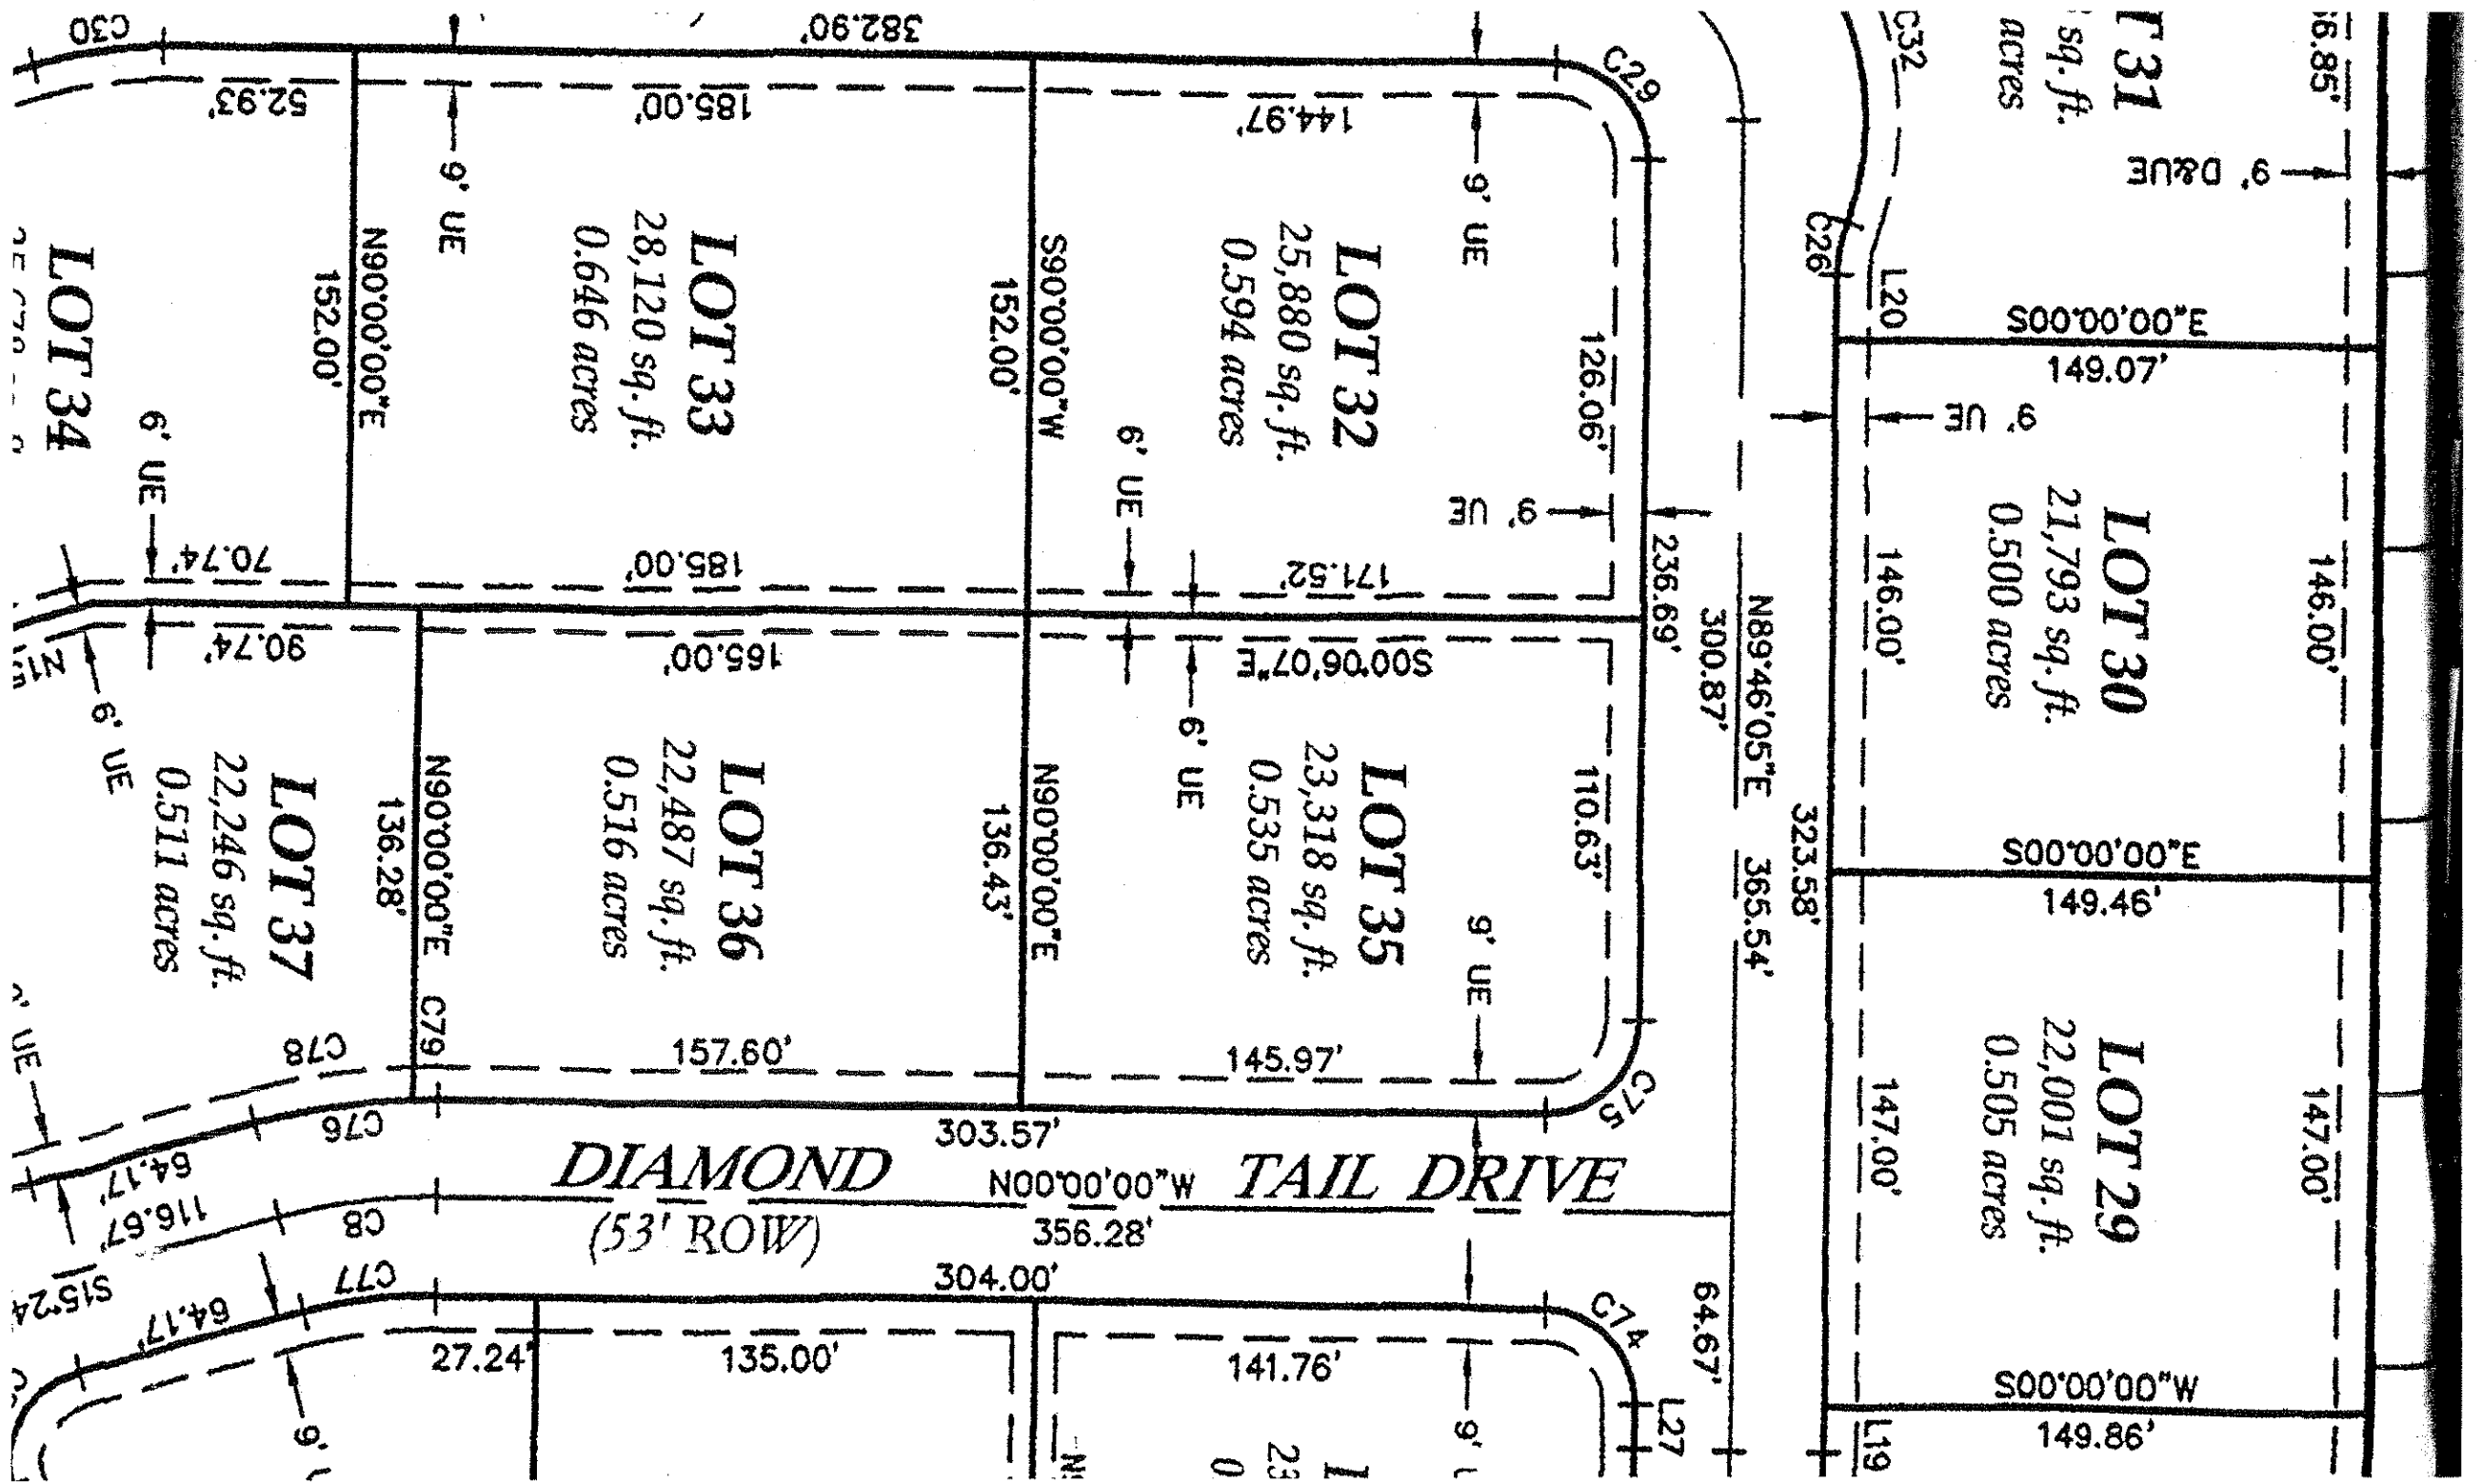 C30
382.90'
C29
C32
T 31
sq. ft.
acres
6.85'
52.93'
185.00'
144.97'
9' UE
9' UE
9' D&UE
LOT 34
N90°00'00"E
152.00'
LOT 33
28,120 sq. ft.
0.646 acres
S90°00'00"W
152.00'
LOT 32
25,880 sq. ft.
0.594 acres
126.06'
C26
L20
S00°00'00"E
149.07'
9' UE
6' UE
6' UE
9' UE
70.74'
185.00'
171.52'
236.69'
300.87'
N89°46'05"E 365.54'
323.58'
146.00'
LOT 30
21,793 sq. ft.
0.500 acres
146.00'
90.74'
165.00'
S00°06'07"E
6' UE
6' UE
LOT 37
22,246 sq. ft.
0.511 acres
N90°00'00"E
136.28'
C79
LOT 36
22,487 sq. ft.
0.516 acres
N90°00'00"E
136.43'
LOT 35
23,318 sq. ft.
0.535 acres
110.63'
9' UE
S00°00'00"E
149.46'
LOT 29
22,001 sq. ft.
0.505 acres
147.00'
147.00'
UE
C78
157.60'
145.97'
C75
C76
303.57'
64.17'
116.67'
DIAMOND TAIL DRIVE
N00°00'00"W
(53' ROW)
356.28'
C8
S15°24
C77
304.00'
64.17'
27.24'
135.00'
141.76'
C74
64.67'
L27
S00°00'00"W
149.86'
L19
9'
9'
23
0